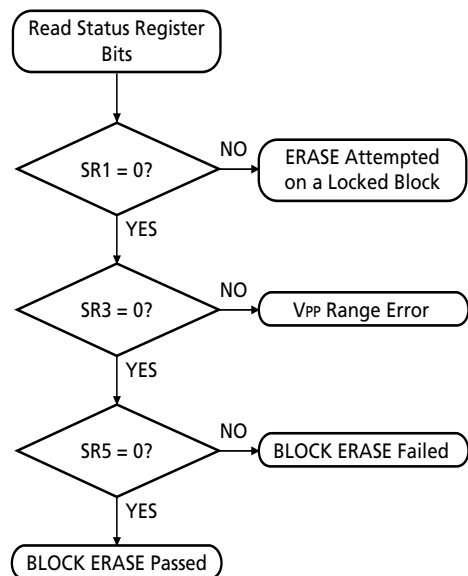 Read Status Register
Bits
SR1 = 0?
NO
ERASE Attempted
on a Locked Block
YES
SR3 = 0?
NO
VPP Range Error
YES
SR5 = 0?
NO
BLOCK ERASE Failed
YES
BLOCK ERASE Passed